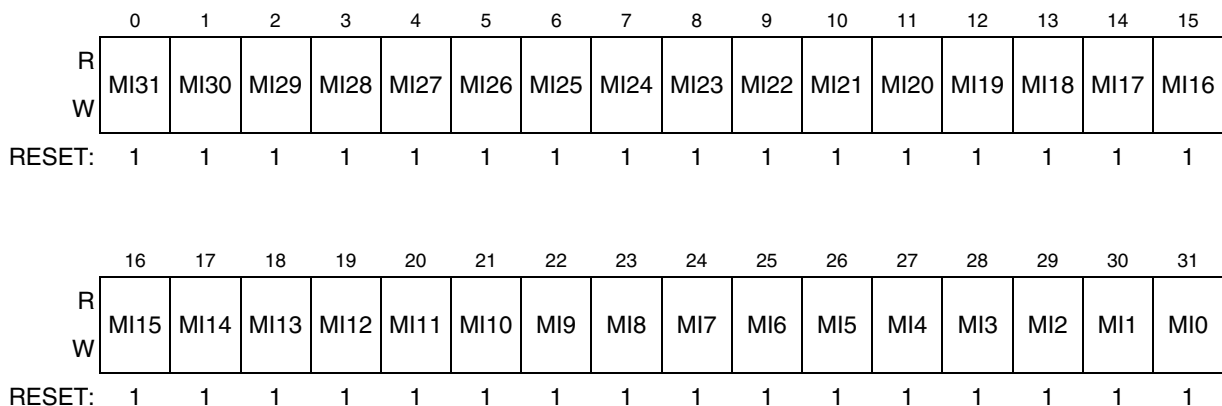 0 1 2 3 4 5 6 7 8 9 10 11 12 13 14 15
R
MI31 MI30 MI29 MI28 MI27 MI26 MI25 MI24 MI23 MI22 MI21 MI20 MI19 MI18 MI17 MI16
W
RESET: 1 1 1 1 1 1 1 1 1 1 1 1 1 1 1 1
16 17 18 19 20 21 22 23 24 25 26 27 28 29 30 31
R
MI15 MI14 MI13 MI12 MI11 MI10 MI9 MI8 MI7 MI6 MI5 MI4 MI3 MI2 MI1 MI0
W
RESET: 1 1 1 1 1 1 1 1 1 1 1 1 1 1 1 1